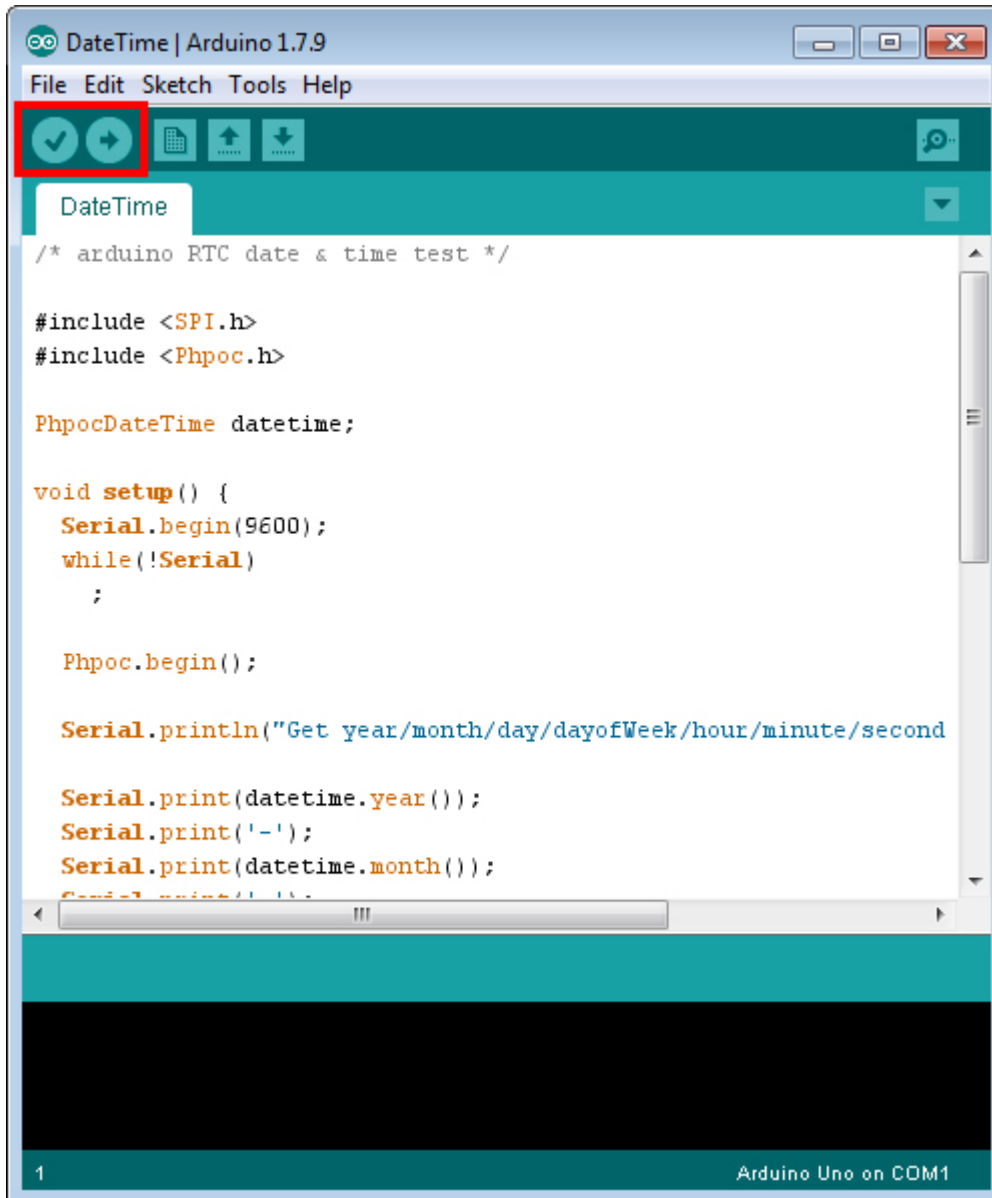 DateTime | Arduino 1.7.9
File Edit Sketch Tools Help
DateTime
/* arduino RTC date & time test */
#include <SPI.h>
#include <Phpoc.h>
PhpocDateTime datetime;
void setup() {
Serial.begin(9600);
while(!Serial)
;
Phpoc.begin();
Serial.println("Get year/month/day/dayofWeek/hour/minute/second
Serial.print(datetime.year());
Serial.print('-');
Serial.print(datetime.month());
1
Arduino Uno on COM1